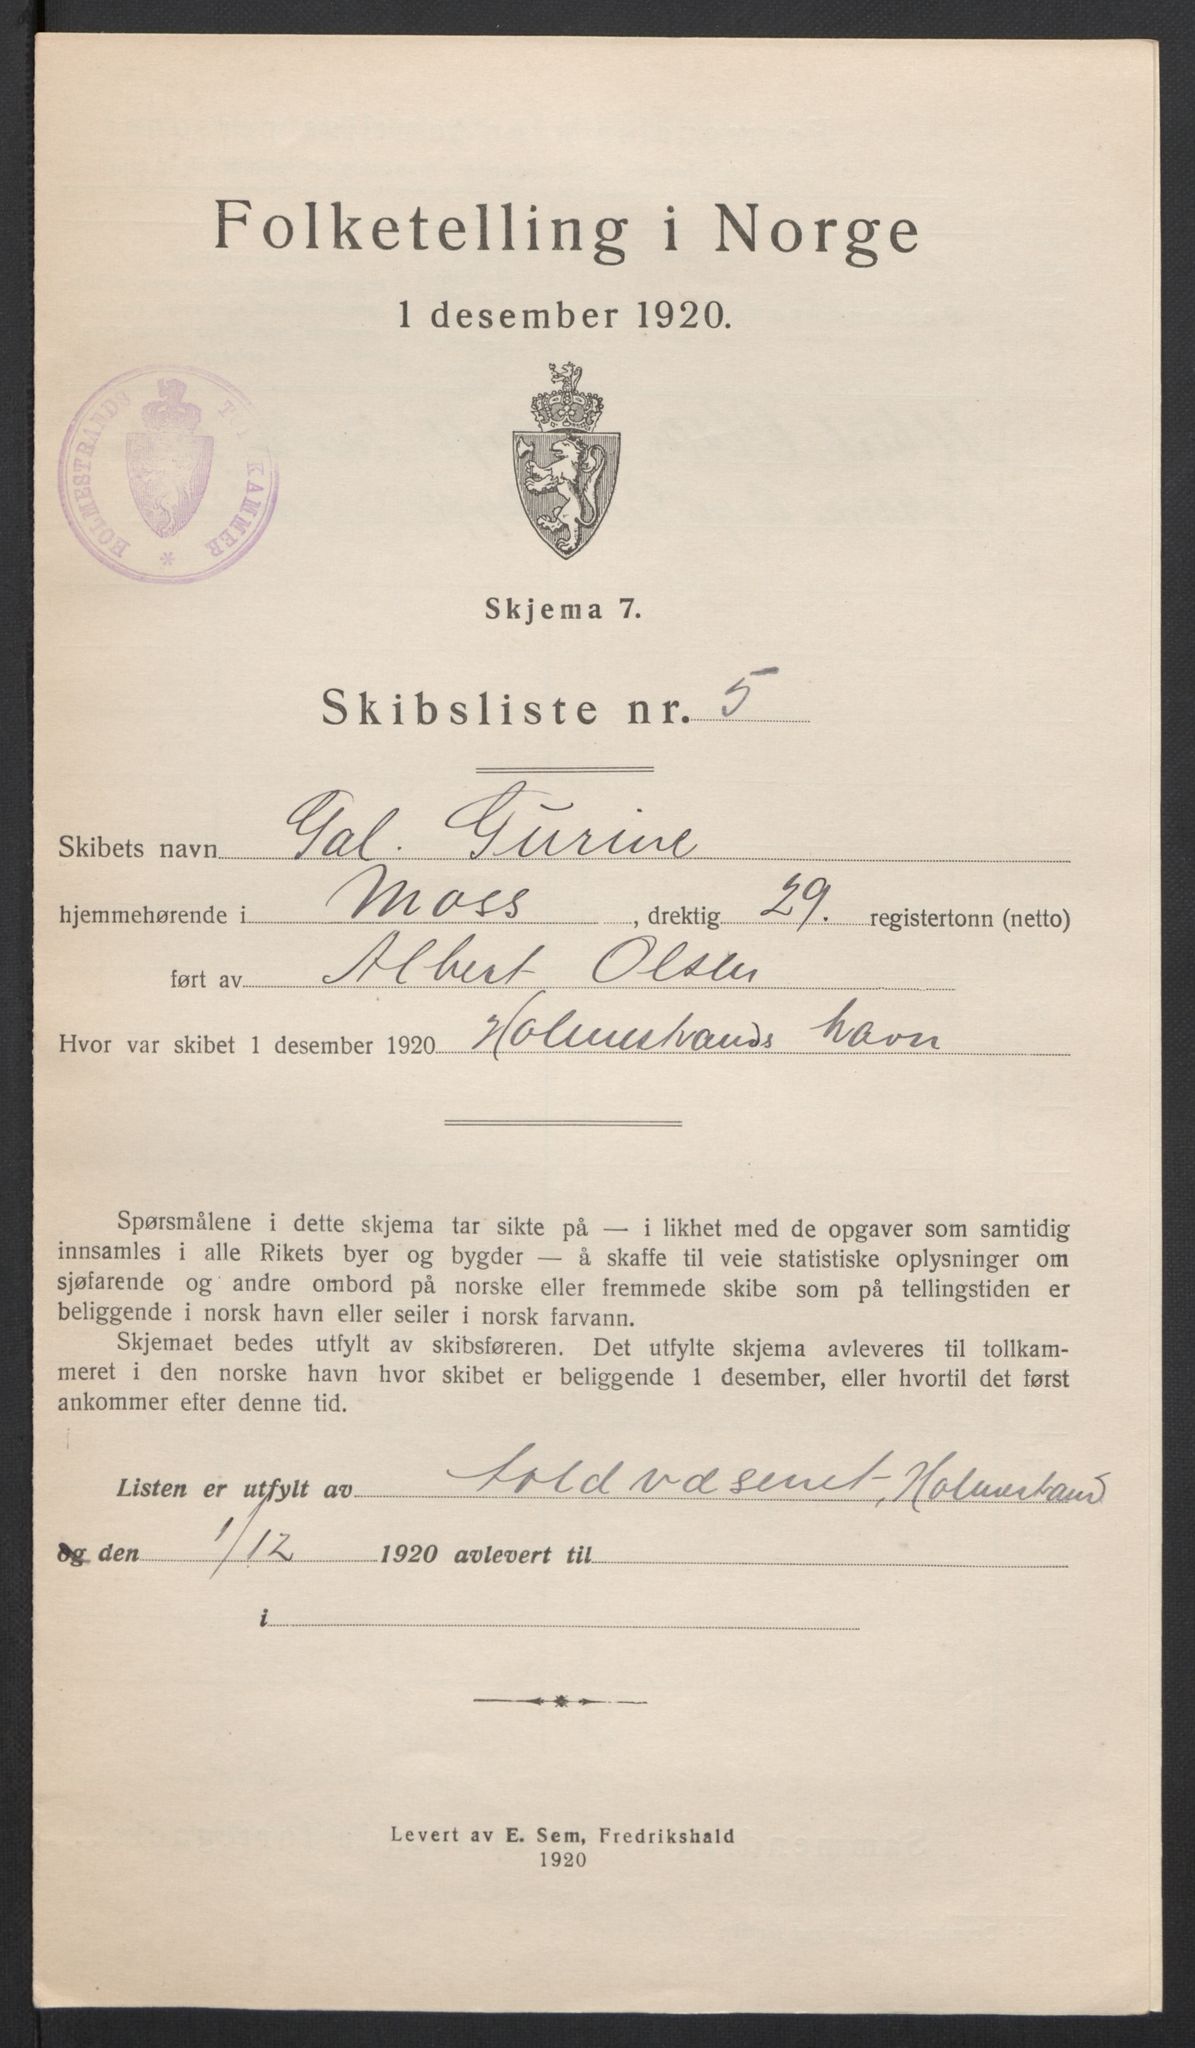 Folketelling i Norge
1 desember 1920.
HOLMESTRANDS TOLDKAMMER *
Skjema 7.
Skibsliste nr. 5
Skibets navn Gal. Gurine
hjemmehørende i Moss, drektig 29. registertonn (netto)
ført av Albert Olsen
Hvor var skibet 1 desember 1920 Holmestrands havn
Spørsmålene i dette skjema tar sikte på — i likhet med de opgaver som samtidig
innsamles i alle Rikets byer og bygder — å skaffe til veie statistiske oplysninger om
sjøfarende og andre ombord på norske eller fremmede skibe som på tellingstiden er
beliggende i norsk havn eller seiler i norsk farvann.
Skjemaet bedes utfylt av skibsføreren. Det utfylte skjema avleveres til tollkam-
meret i den norske havn hvor skibet er beliggende 1 desember, eller hvortil det først
ankommer efter denne tid.
Listen er utfylt av toldvæsenet, Holmestrand
og den 1/12 1920 avlevert til
i
Levert av E. Sem, Fredrikshald
1920